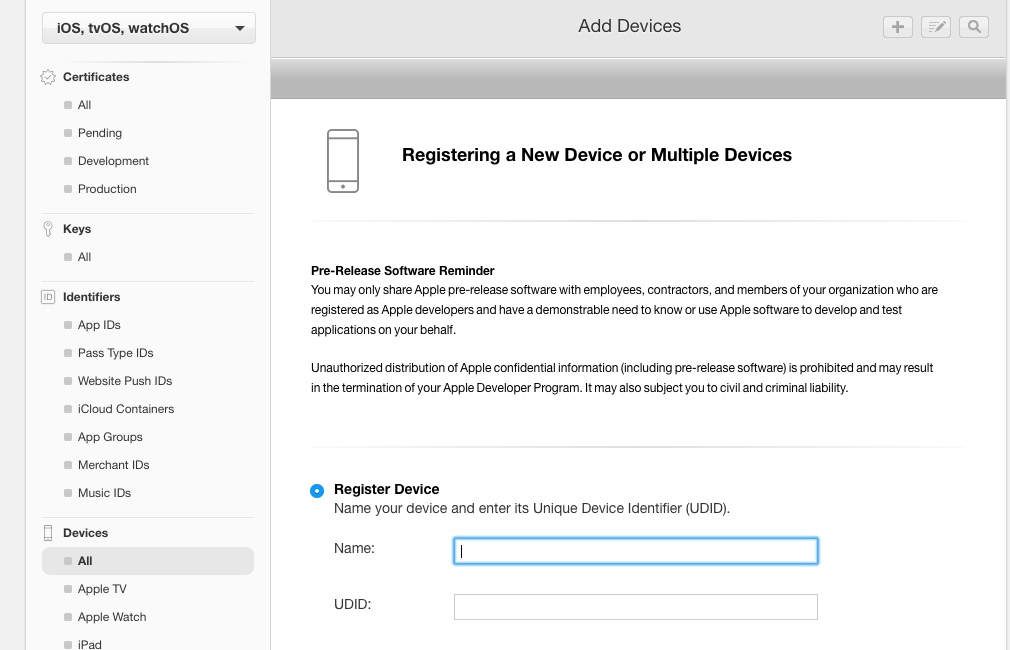 iOS, tvOS, watchOS
Certificates
All
Pending
Development
Production
Keys
All
ID Identifiers
App IDs
Pass Type IDs
Website Push IDs
iCloud Containers
App Groups
Merchant IDs
Music IDs
Devices
All
Apple TV
Apple Watch
iPad
Add Devices
Registering a New Device or Multiple Devices
Pre-Release Software Reminder
You may only share Apple pre-release software with employees, contractors, and members of your organization who are
registered as Apple developers and have a demonstrable need to know or use Apple software to develop and test
applications on your behalf.
Unauthorized distribution of Apple confidential information (including pre-release software) is prohibited and may result
in the termination of your Apple Developer Program. It may also subject you to civil and criminal liability.
Register Device
Name your device and enter its Unique Device Identifier (UDID).
Name:
UDID: